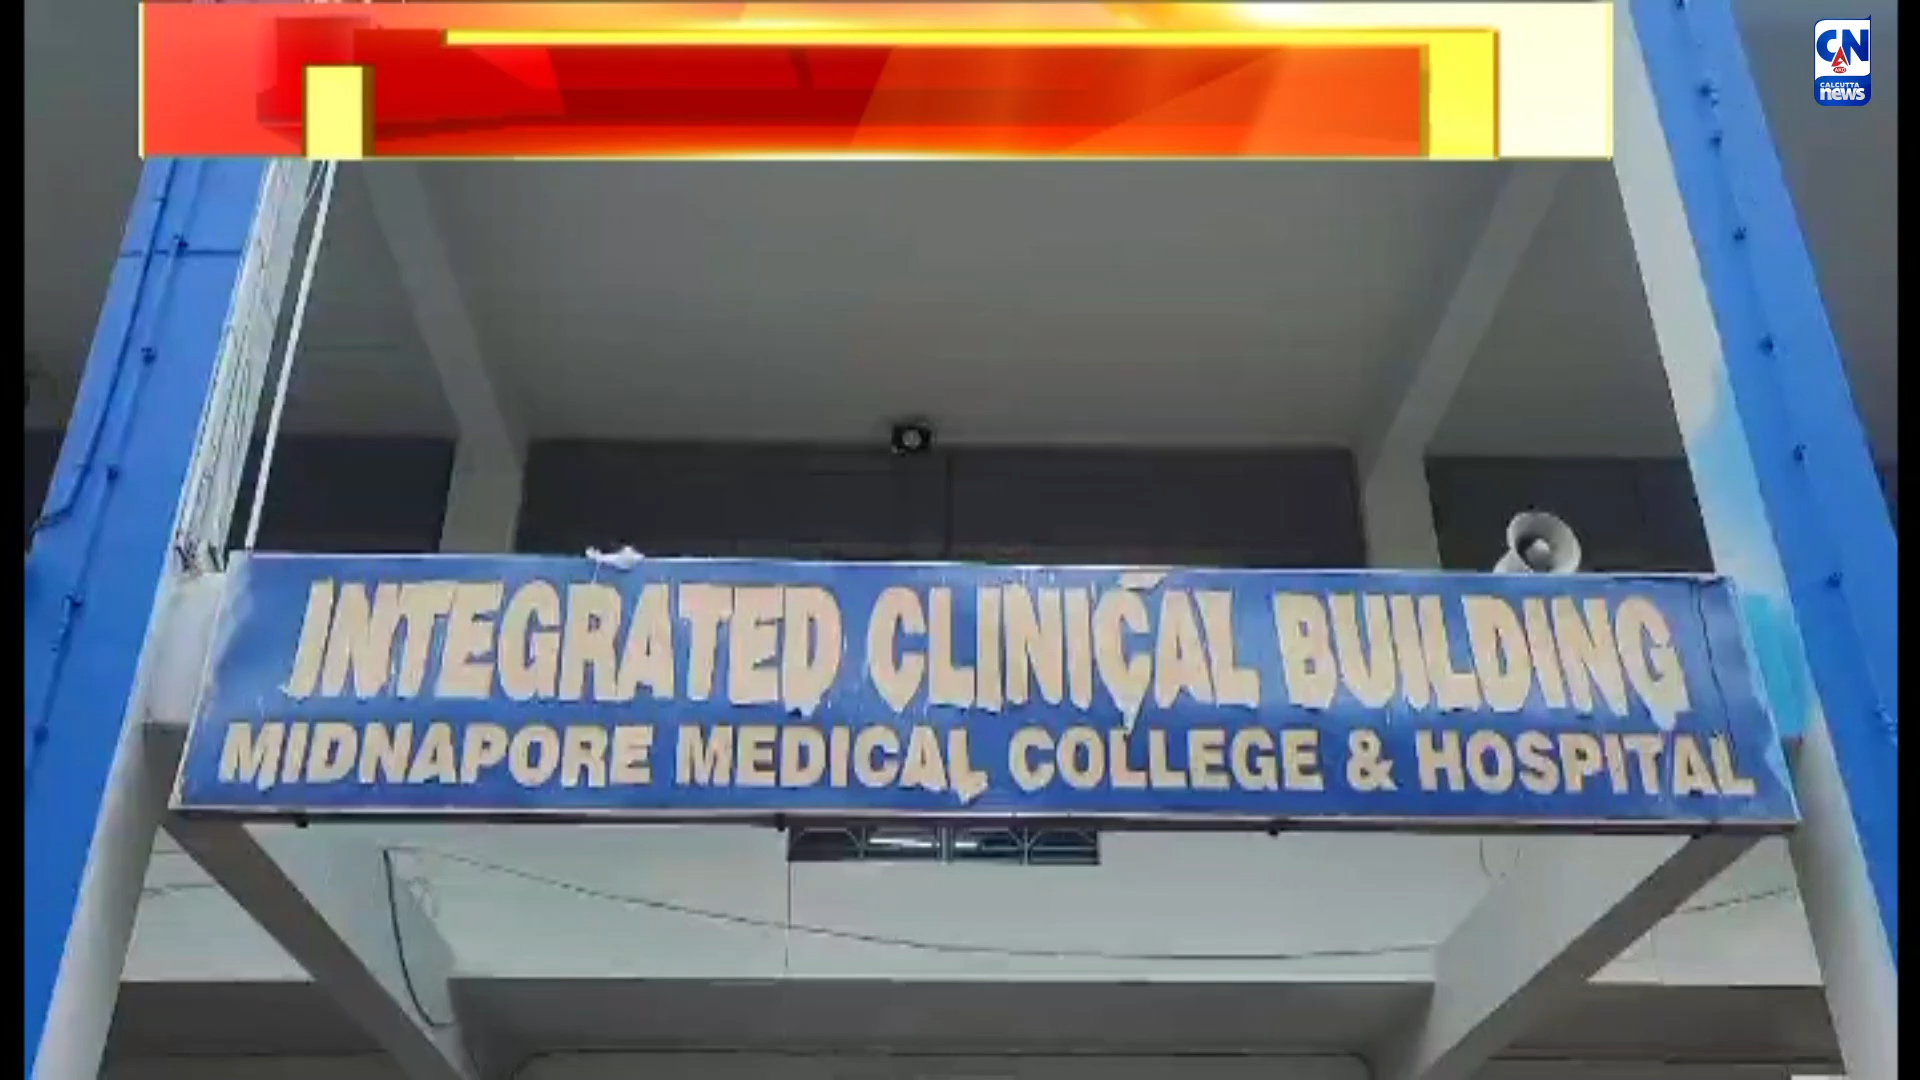 CN
CALCUTTA
news
INTEGRATED CLINICAL BUILDING
MIDNAPORE MEDICAL COLLEGE & HOSPITAL